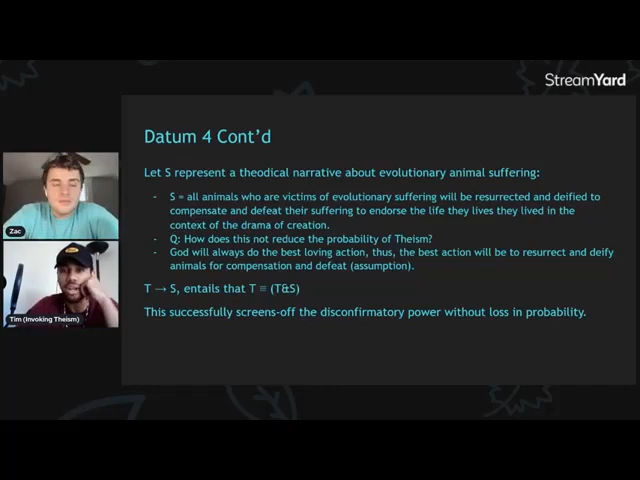 StreamYard
Datum 4 Cont'd
Let S represent a theodical narrative about evolutionary animal suffering:
- S = all animals who are victims of evolutionary suffering will be resurrected and deified to
compensate and defeat their suffering to endorse the life they lives they lived in the
context of the drama of creation.
- Q: How does this not reduce the probability of Theism?
- God will always do the best loving action, thus, the best action will be to resurrect and deify
animals for compensation and defeat (assumption).
T → S, entails that T ≡ (T&S)
This successfully screens-off the disconfirmatory power without loss in probability.
Zac
Tim (Invoking Theism)